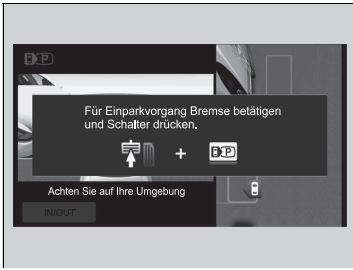 P
Für Einparkvorgang Bremse betätigen
und Schalter drücken.
+ P
Achten Sie auf Ihre Umgebung
IN/OUT